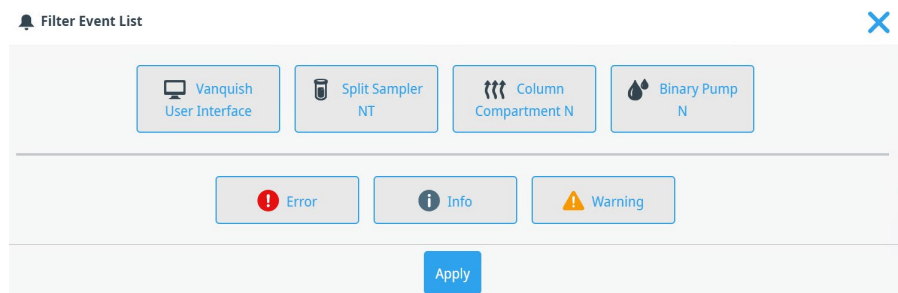 Filter Event List
Vanquish
User Interface
Split Sampler
NT
Column
Compartment N
Binary Pump
N
Error
Info
Warning
Apply